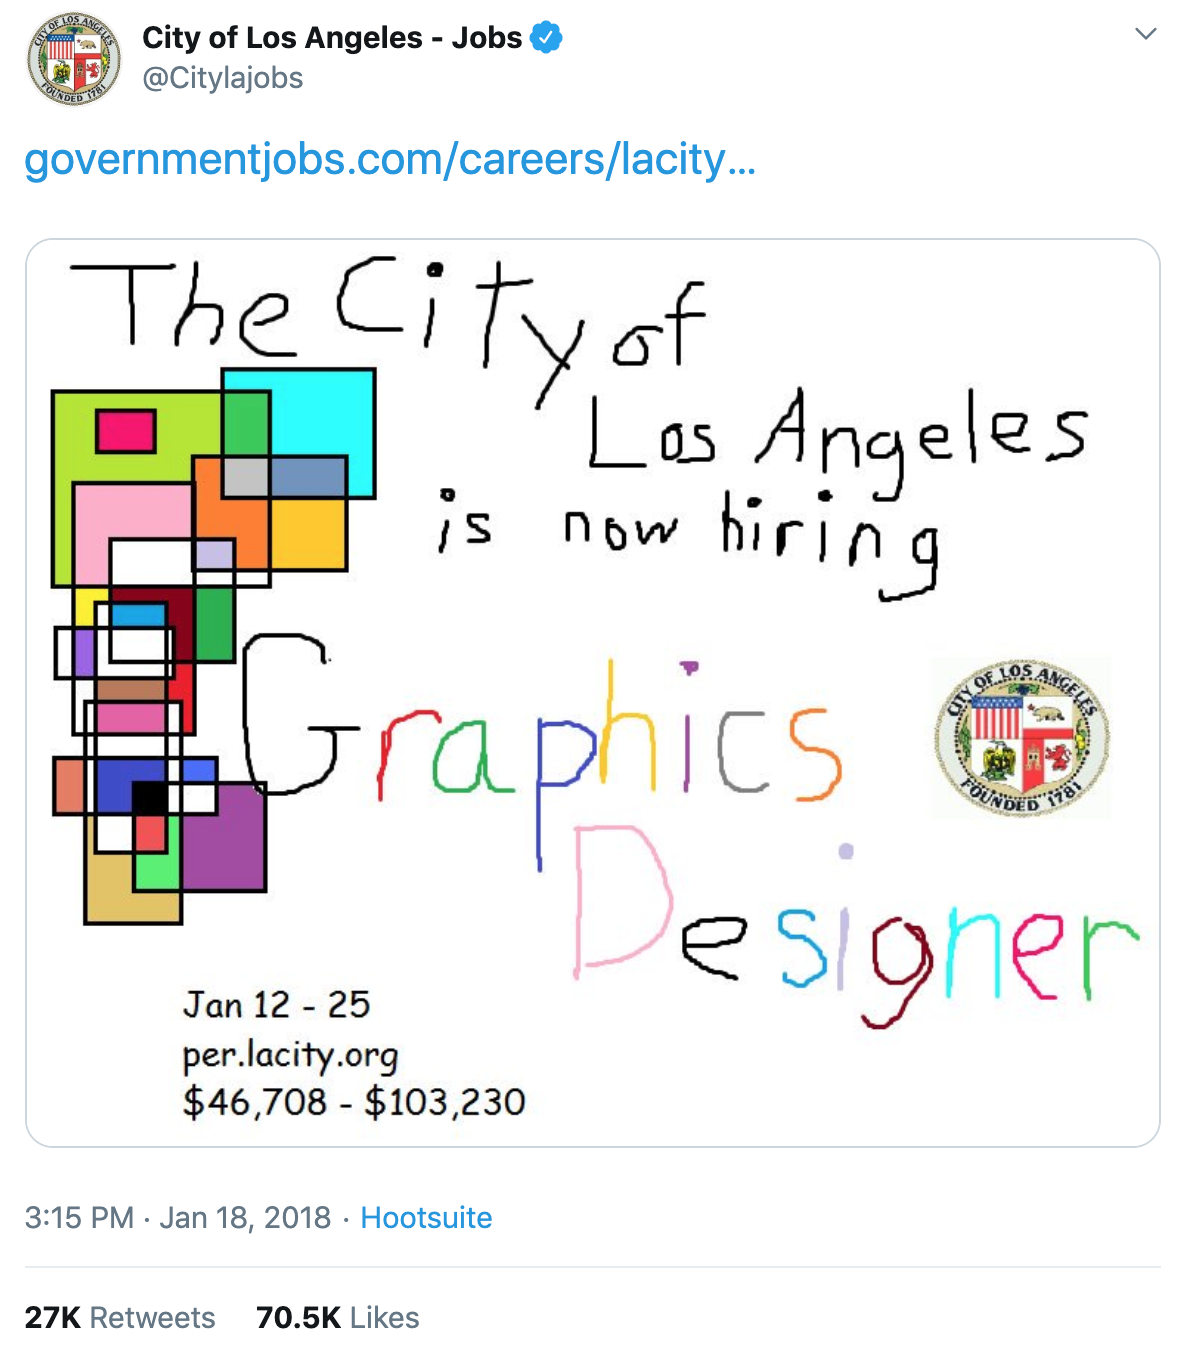 CITY OF LOS ANGELES
FOUNDED 1781
City of Los Angeles - Jobs
@Citylajobs
governmentjobs.com/careers/lacity...
The City of
Los Angeles
is now hiring
Graphics
CITY OF LOS ANGELES
FOUNDED 1781
Designer
Jan 12 - 25
per.lacity.org
$46,708 - $103,230
3:15 PM · Jan 18, 2018 · Hootsuite
27K Retweets 70.5K Likes